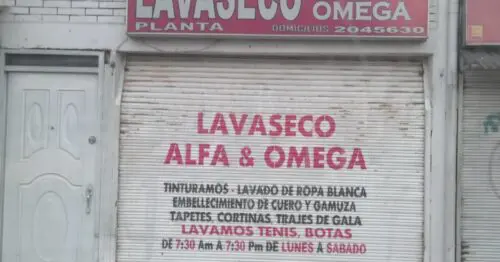 LAVASECO
OMEGA
PLANTA DOMICILIOS 2045630
LAVASECO
ALFA & OMEGA
TINTURAMOS - LAVADO DE ROPA BLANCA
EMBELLECIMIENTO DE CUERO Y GAMUZA
TAPETES, CORTINAS, TRAJES DE GALA
LAVAMOS TENIS, BOTAS
DE 7:30 Am A 7:30 Pm DE LUNES A SABADO